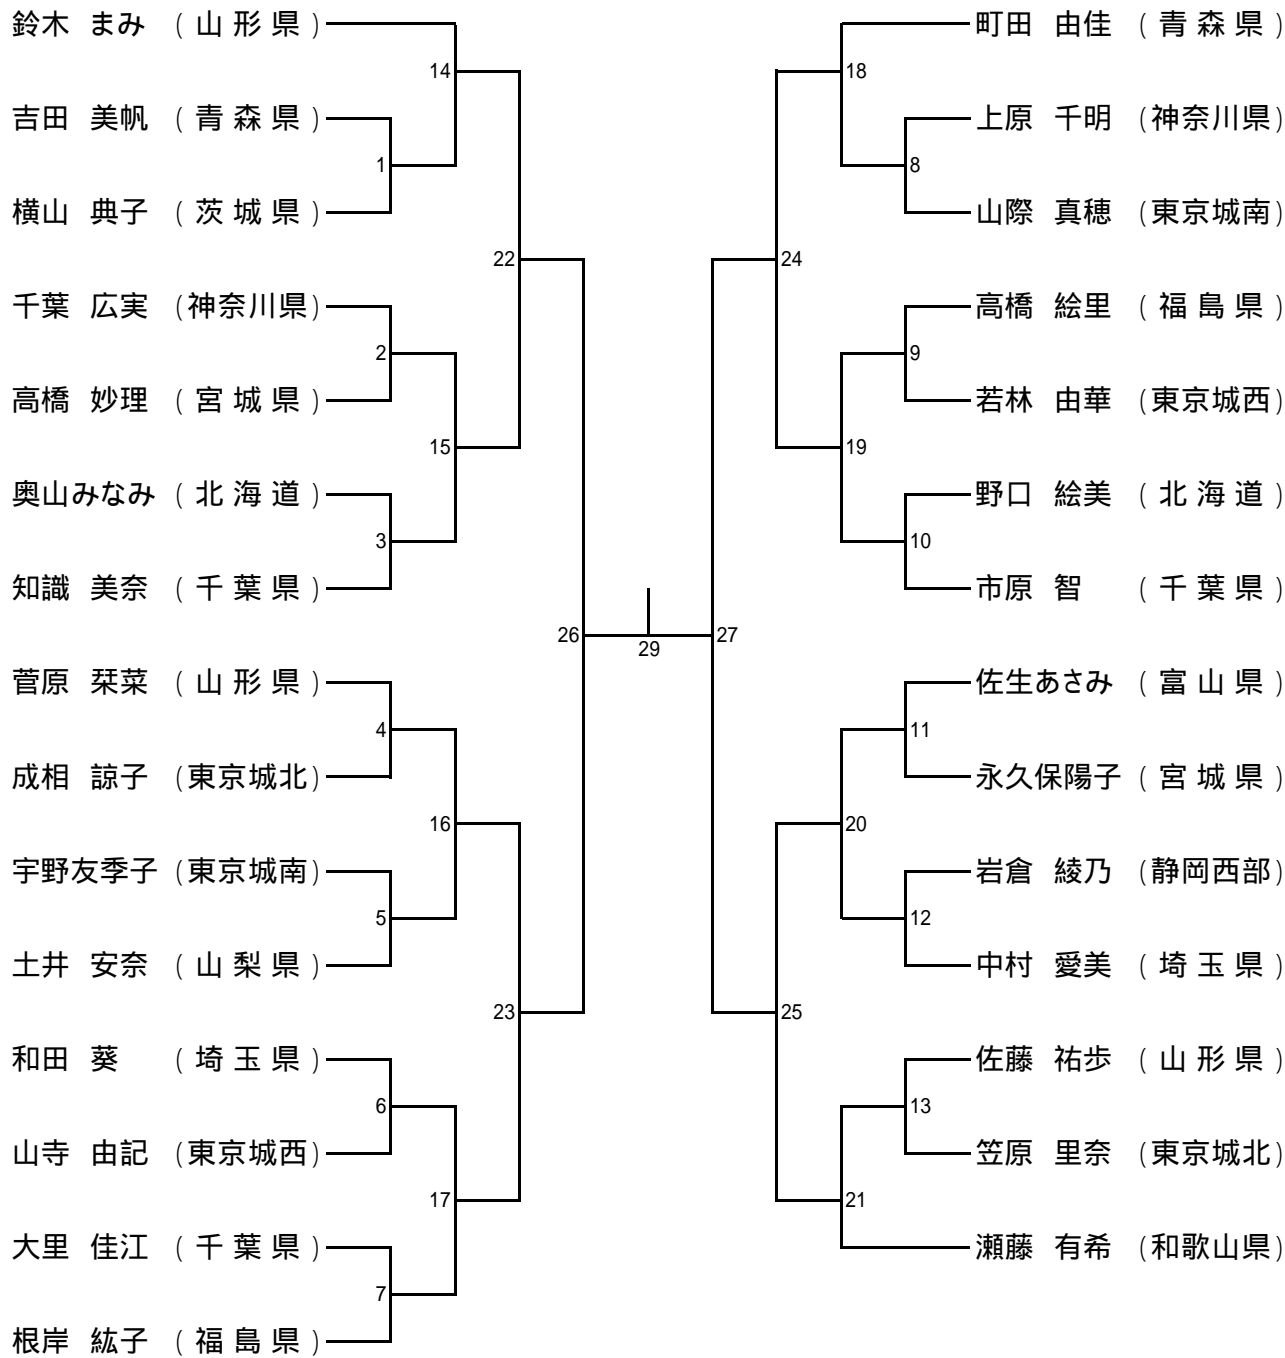 鈴木 まみ (山形県)
吉田 美帆 (青森県)
横山 典子 (茨城県)
千葉 広実 (神奈川県)
高橋 妙理 (宮城県)
奥山みなみ (北海道)
知識 美奈 (千葉県)
菅原 栞菜 (山形県)
成相 諒子 (東京城北)
宇野友季子 (東京城南)
土井 安奈 (山梨県)
和田 葵 (埼玉県)
山寺 由記 (東京城西)
大里 佳江 (千葉県)
根岸 紘子 (福島県)
1
2
3
4
5
6
7
14
15
16
17
22
23
26
29
27
24
25
18
19
20
21
8
9
10
11
12
13
町田 由佳 (青森県)
上原 千明 (神奈川県)
山際 真穂 (東京城南)
高橋 絵里 (福島県)
若林 由華 (東京城西)
野口 絵美 (北海道)
市原 智 (千葉県)
佐生あさみ (富山県)
永久保陽子 (宮城県)
岩倉 綾乃 (静岡西部)
中村 愛美 (埼玉県)
佐藤 祐歩 (山形県)
笠原 里奈 (東京城北)
瀬藤 有希 (和歌山県)